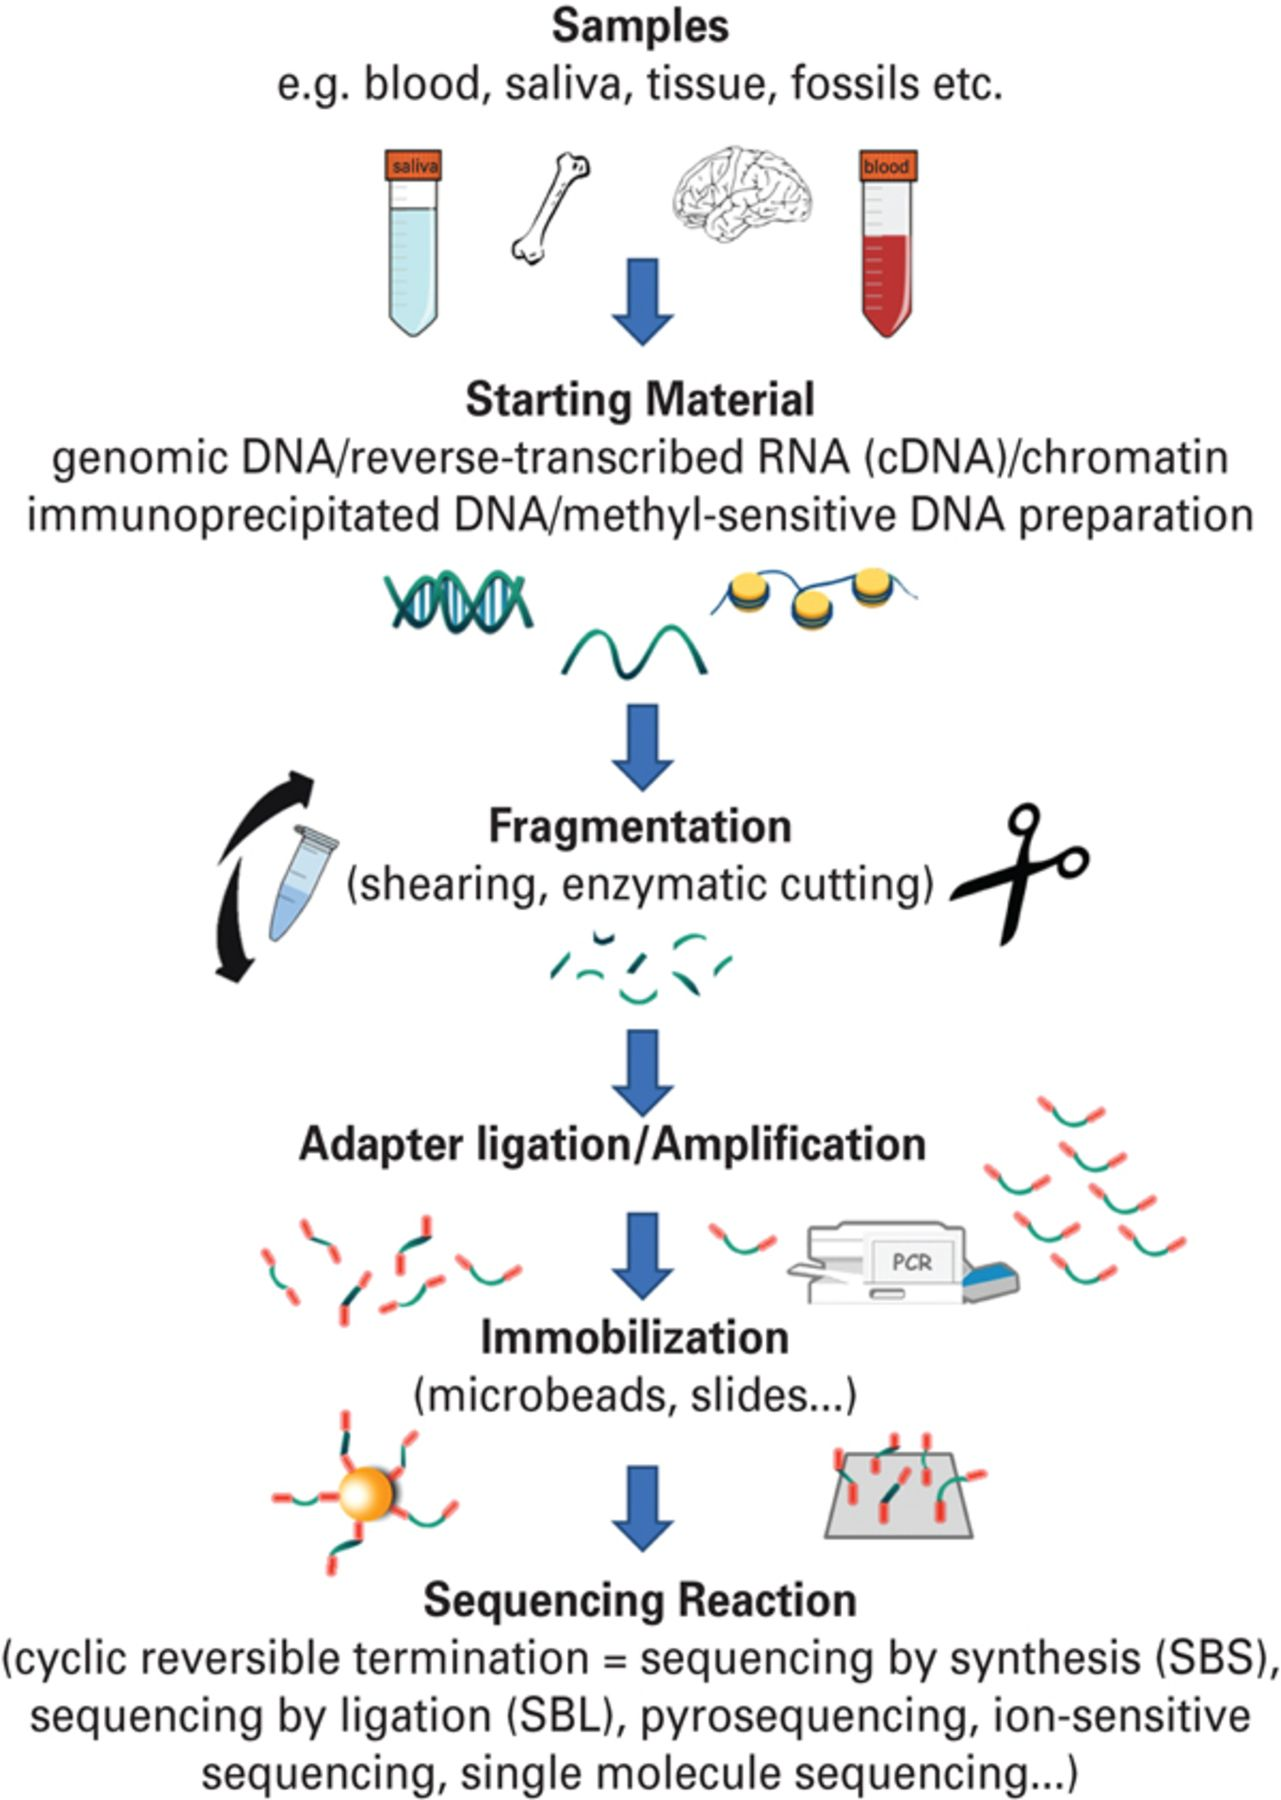 Samples
e.g. blood, saliva, tissue, fossils etc.
saliva
blood
Starting Material
genomic DNA/reverse-transcribed RNA (cDNA)/chromatin
immunoprecipitated DNA/methyl-sensitive DNA preparation
Fragmentation
(shearing, enzymatic cutting)
Adapter ligation/Amplification
PCR
Immobilization
(microbeads, slides...)
Sequencing Reaction
(cyclic reversible termination = sequencing by synthesis (SBS),
sequencing by ligation (SBL), pyrosequencing, ion-sensitive
sequencing, single molecule sequencing...)